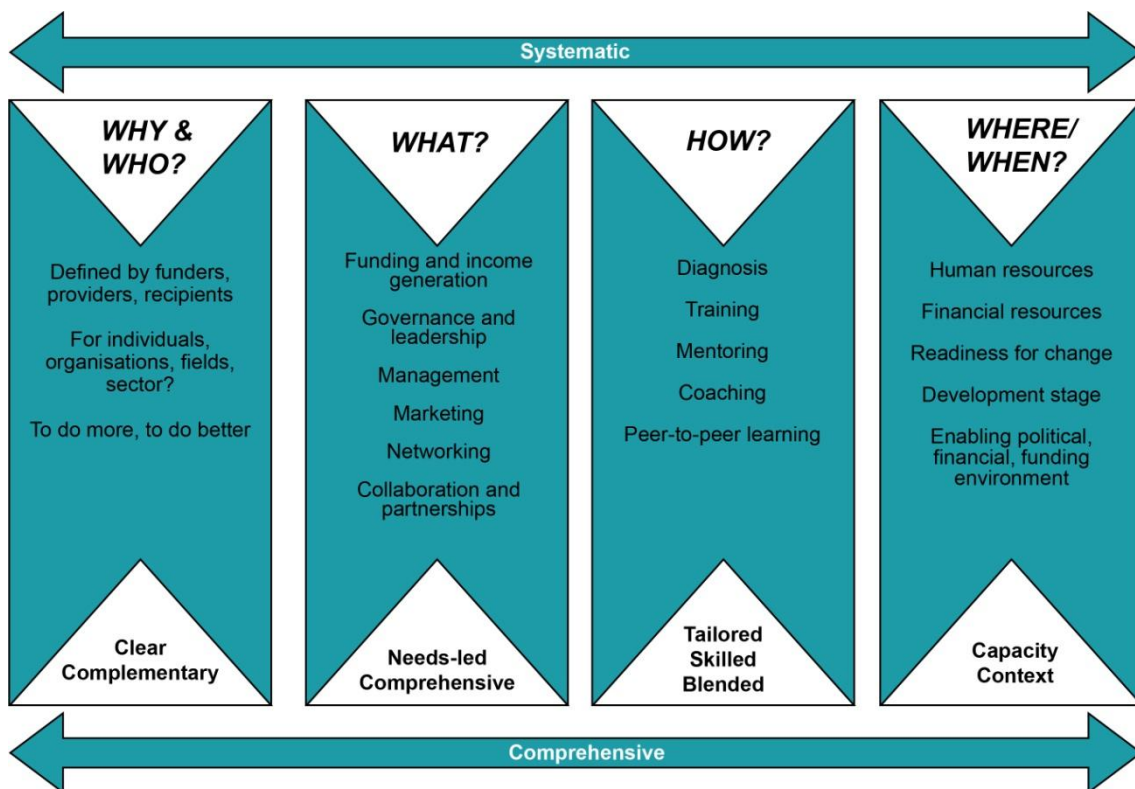 Systematic
WHY &
WHO?
Defined by funders,
providers, recipients
For individuals,
organisations, fields,
sector?
To do more, to do better
Clear
Complementary
WHAT?
Funding and income
generation
Governance and
leadership
Management
Marketing
Networking
Collaboration and
partnerships
Needs-led
Comprehensive
HOW?
Diagnosis
Training
Mentoring
Coaching
Peer-to-peer learning
Tailored
Skilled
Blended
WHERE/
WHEN?
Human resources
Financial resources
Readiness for change
Development stage
Enabling political,
financial, funding
environment
Capacity
Context
Comprehensive